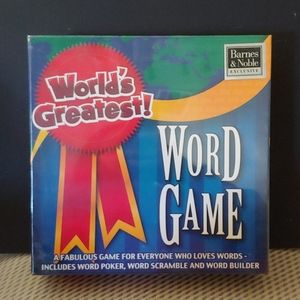 Barnes
& Noble
EXCLUSIVE
World's
Greatest!
WORD
GAME
A FABULOUS GAME FOR EVERYONE WHO LOVES WORDS -
INCLUDES WORD POKER, WORD SCRAMBLE AND WORD BUILDER